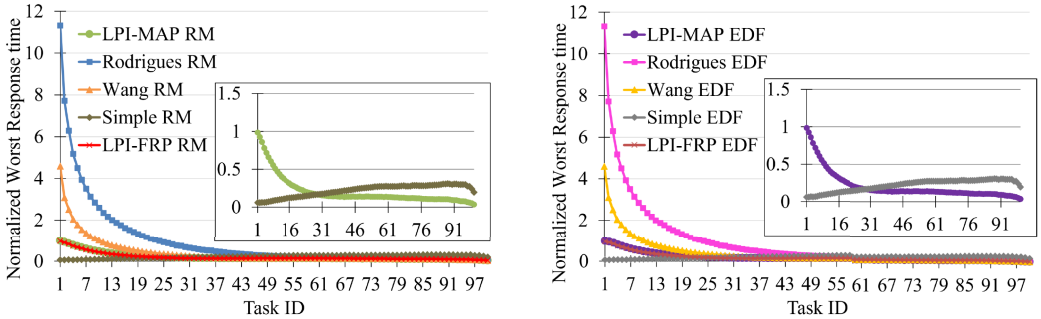 Normalized Worst Response time
12
10
8
6
4
2
0
LPI-MAP RM
Rodrigues RM
Wang RM
Simple RM
LPI-FRP RM
1.5
1
0.5
0
1 16 31 46 61 76 91
1 7 13 19 25 31 37 43 49 55 61 67 73 79 85 91 97
Task ID
Normalized Worst Response time
12
10
8
6
4
2
0
LPI-MAP EDF
Rodrigues EDF
Wang EDF
Simple EDF
LPI-FRP EDF
1.5
1
0.5
0
1 16 31 46 61 76 91
1 7 13 19 25 31 37 43 49 55 61 67 73 79 85 91 97
Task ID